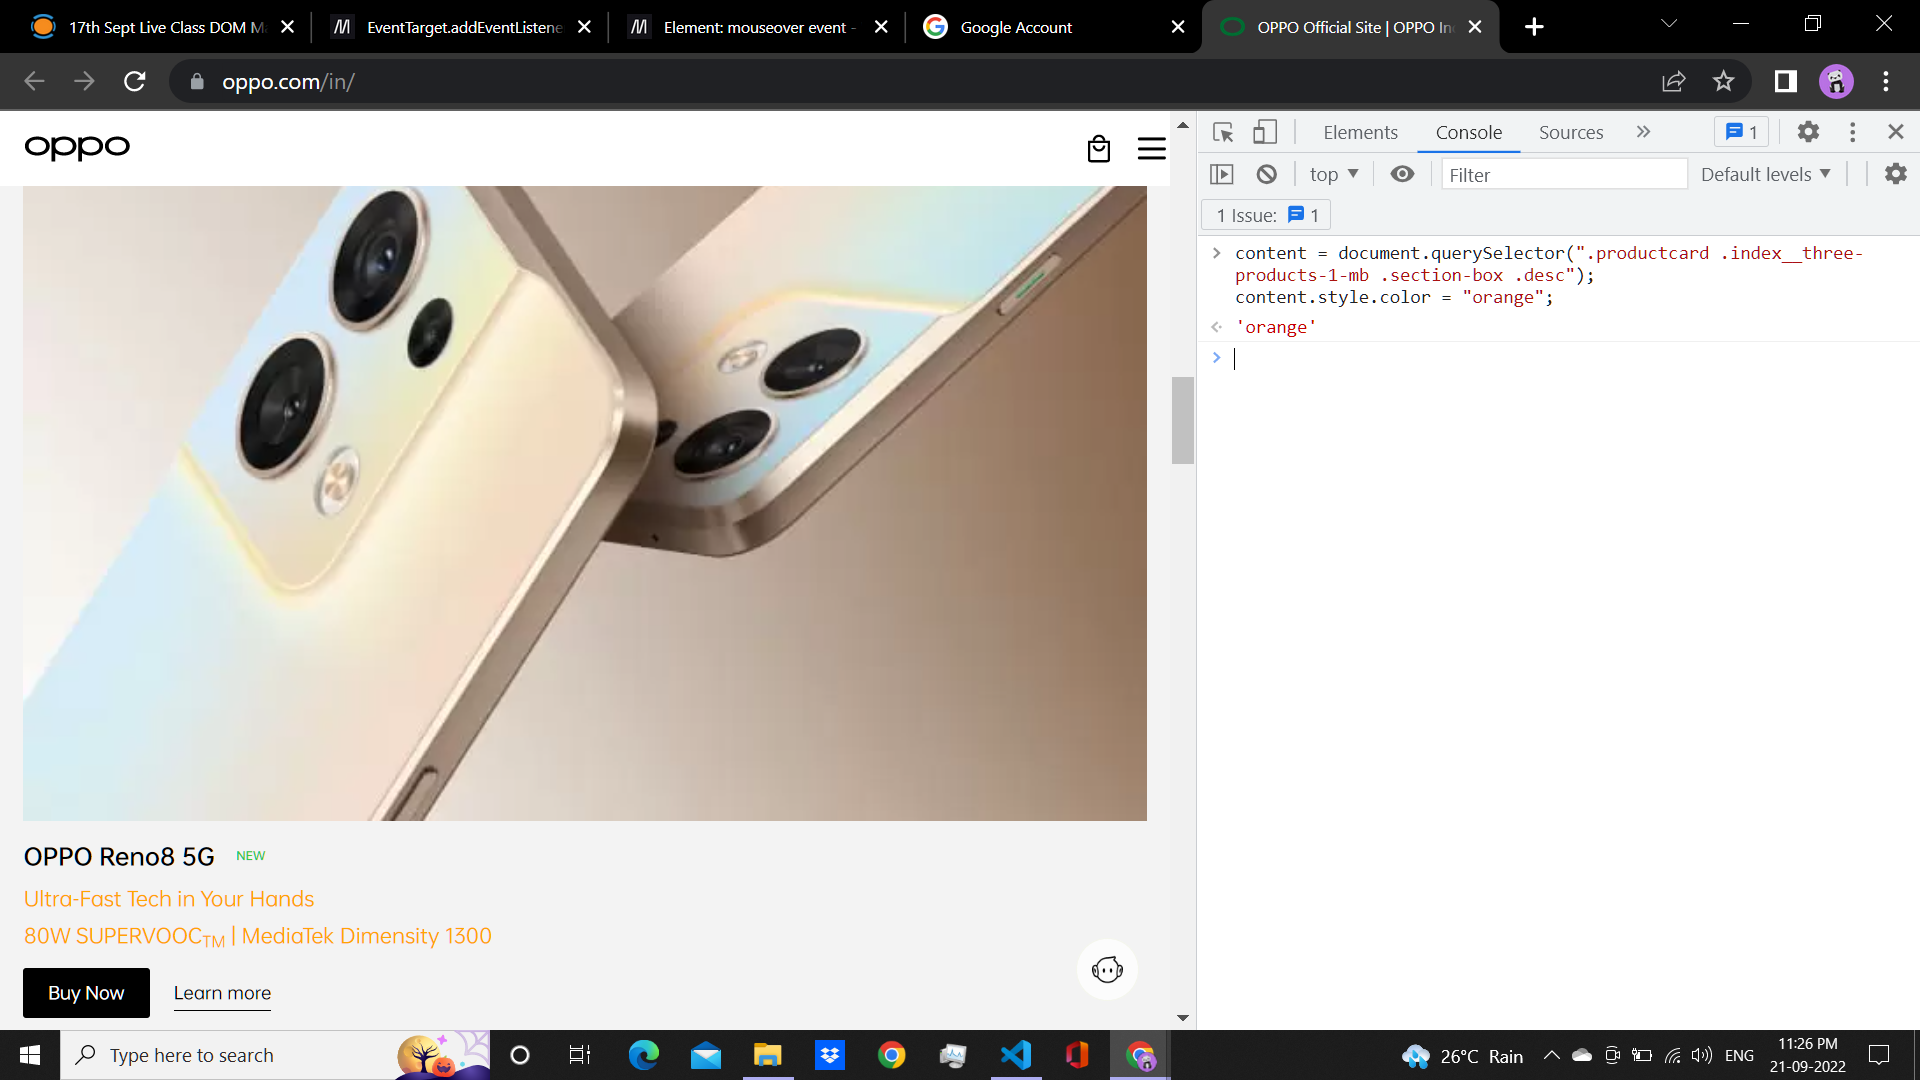 17th Sept Live Class DOM Ma
EventTarget.addEventListene
Element: mouseover event -
Google Account
OPPO Official Site | OPPO In
oppo.com/in/
oppo
Elements
Console
Sources
1
top
Filter
Default levels
1 Issue: 1
content = document.querySelector(".productcard .index__three-
products-1-mb .section-box .desc");
content.style.color = "orange";
'orange'
OPPO Reno8 5G NEW
Ultra-Fast Tech in Your Hands
80W SUPERVOOCTM | MediaTek Dimensity 1300
Buy Now
Learn more
Type here to search
26°C Rain
ENG
11:26 PM
21-09-2022